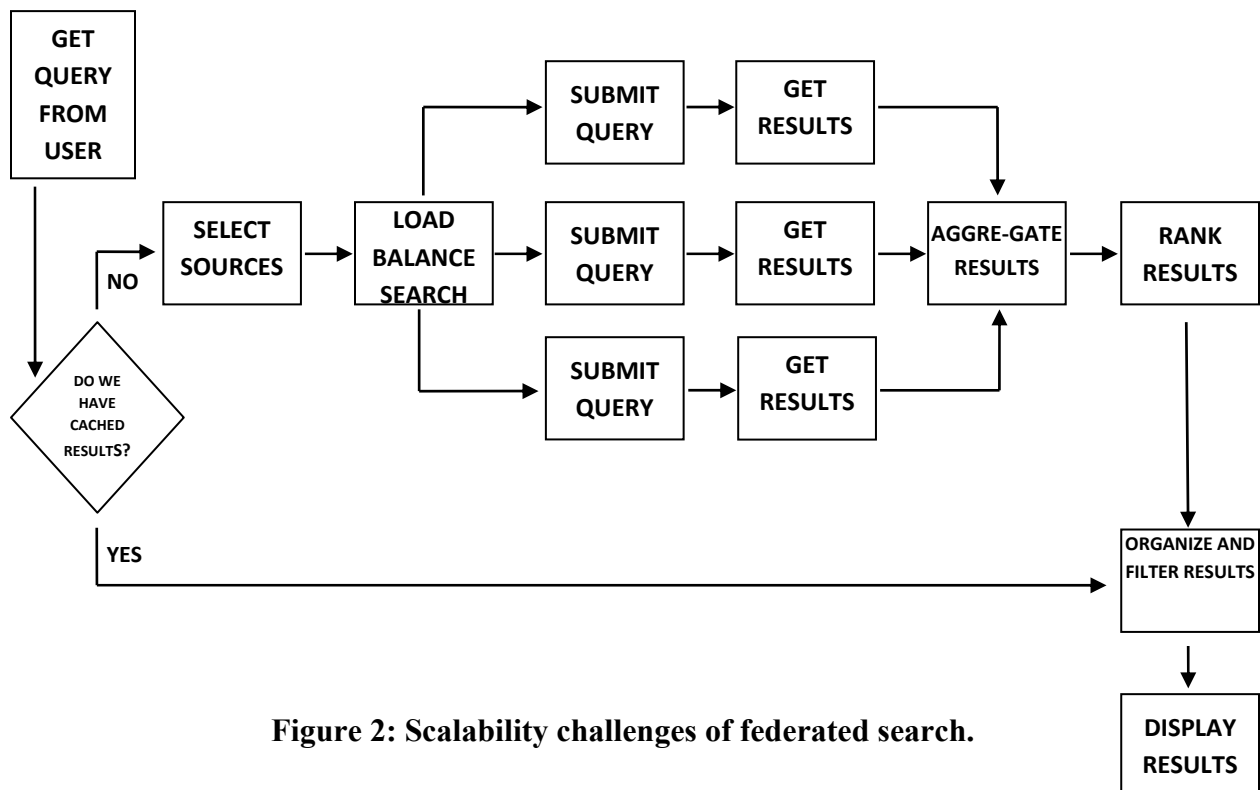 GET
QUERY
FROM
USER
DO WE
HAVE
CACHED
RESULTS?
NO
YES
SELECT
SOURCES
LOAD
BALANCE
SEARCH
SUBMIT
QUERY
GET
RESULTS
SUBMIT
QUERY
GET
RESULTS
SUBMIT
QUERY
GET
RESULTS
AGGRE-GATE
RESULTS
RANK
RESULTS
ORGANIZE AND
FILTER RESULTS
DISPLAY
RESULTS
Figure 2: Scalability challenges of federated search.